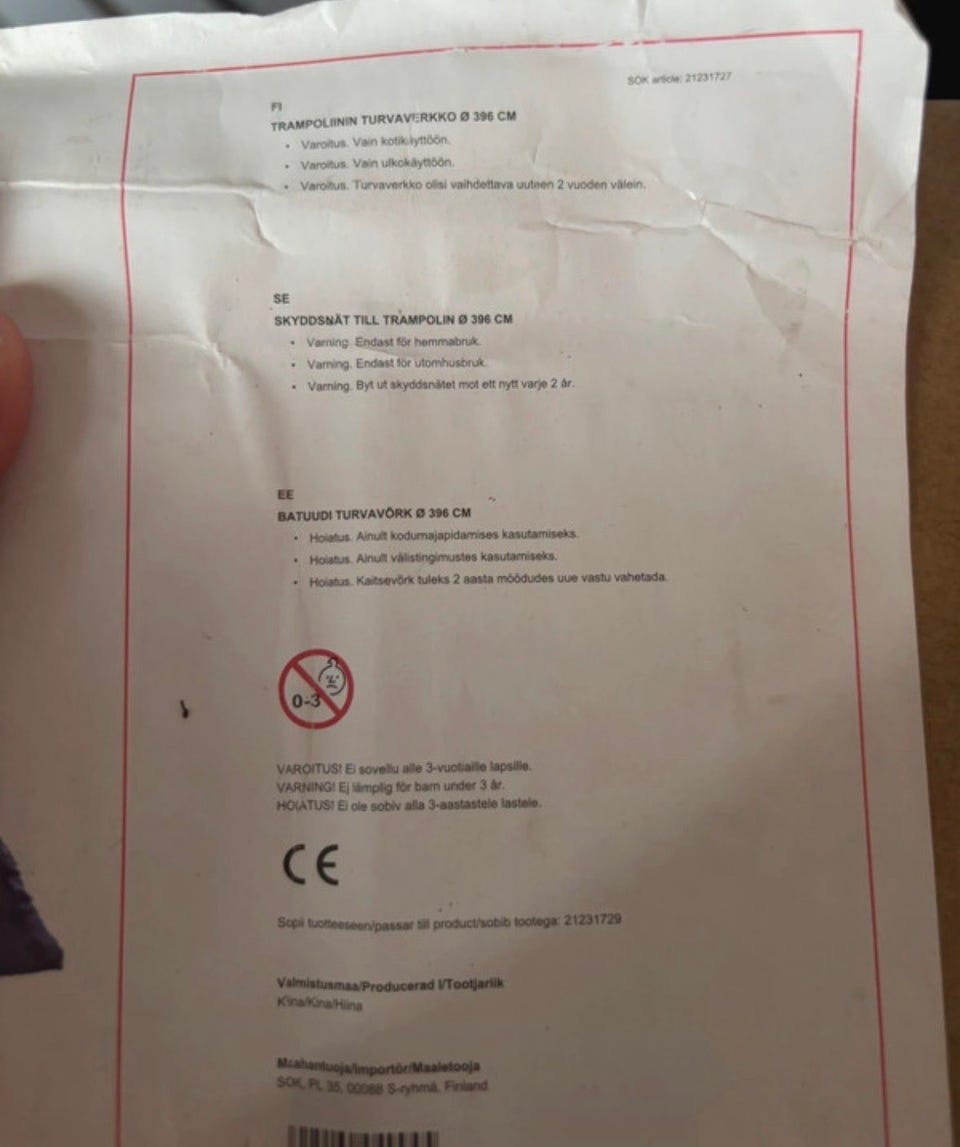 SOK article: 21231727
FI
TRAMPOLIININ TURVAVERKKO Ø 396 CM
• Varoitus. Vain kotikäyttöön.
• Varoitus. Vain ulkokäyttöön.
• Varoitus. Turvaverkko olisi vaihdettava uuteen 2 vuoden välein.
SE
SKYDDSNÄT TILL TRAMPOLIN Ø 396 CM
• Varning. Endast för hemmabruk.
• Varning. Endast för utomhusbruk.
• Varning. Byt ut skyddsnätet mot ett nytt varje 2 år.
EE
BATUUDI TURVAVÕRK Ø 396 CM
• Hoiatus. Ainult kodumajapidamises kasutamiseks.
• Hoiatus. Ainult välistingimustes kasutamiseks.
• Hoiatus. Kaitsevõrk tuleks 2 aasta möödudes uue vastu vahetada.
0-3
VAROITUS! Ei sovellu alle 3-vuotiaille lapsille.
VARNING! Ej lämplig för barn under 3 år.
HOIATUS! Ei ole sobiv alla 3-aastastele lastele.
CE
Sopii tuotteeseen/passar till product/sobib tootega: 21231729
Valmistusmaa/Producerad I/Tootjariik
Kiina/Kina/Hiina
Maahantuoja/Importör/Maaletooja
SOK, PL 35, 00088 S-ryhmä, Finland